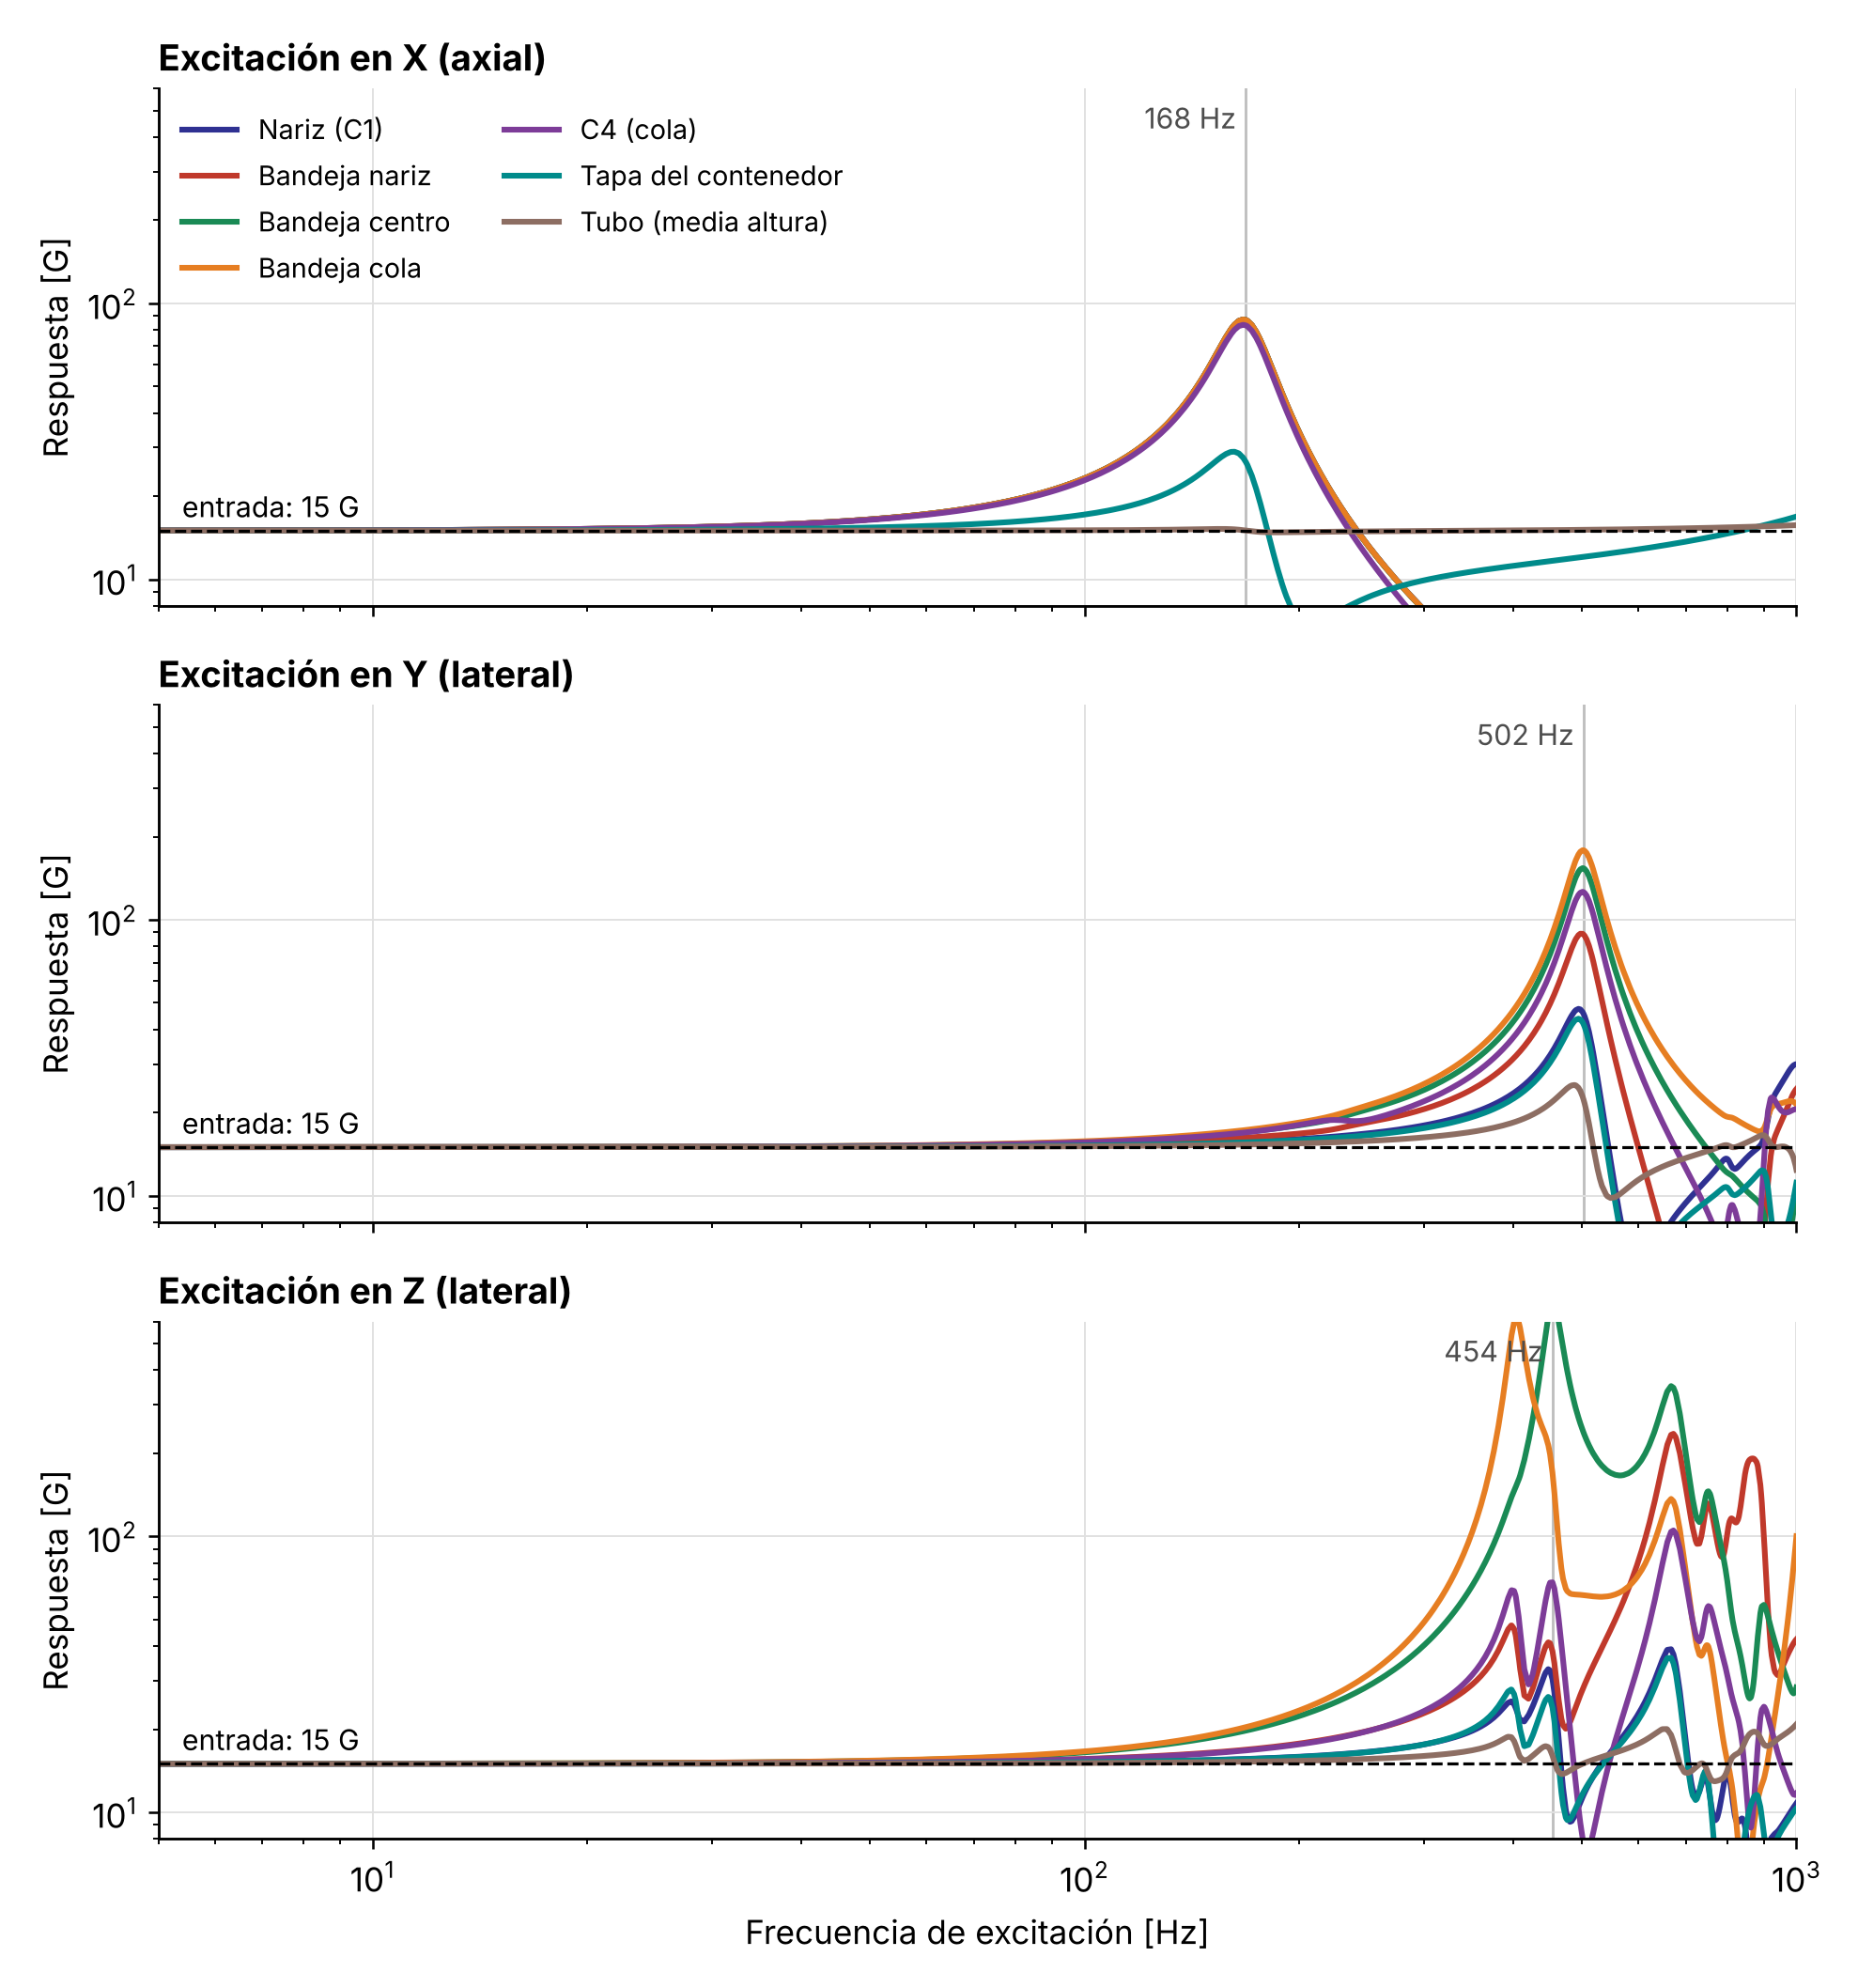 Excitación en X (axial)
168 Hz
Nariz (C1)
Bandeja nariz
Bandeja centro
Bandeja cola
C4 (cola)
Tapa del contenedor
Tubo (media altura)
Respuesta [G]
10²
entrada: 15 G
10¹
Excitación en Y (lateral)
502 Hz
Respuesta [G]
10²
entrada: 15 G
10¹
Excitación en Z (lateral)
454 Hz
Respuesta [G]
10²
entrada: 15 G
10¹
10¹ 10² 10³
Frecuencia de excitación [Hz]